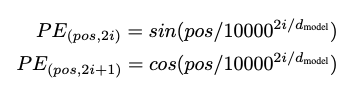 PE(pos,2i) = sin(pos/10000^{2i/d_model})
PE(pos,2i+1) = cos(pos/10000^{2i/d_model})